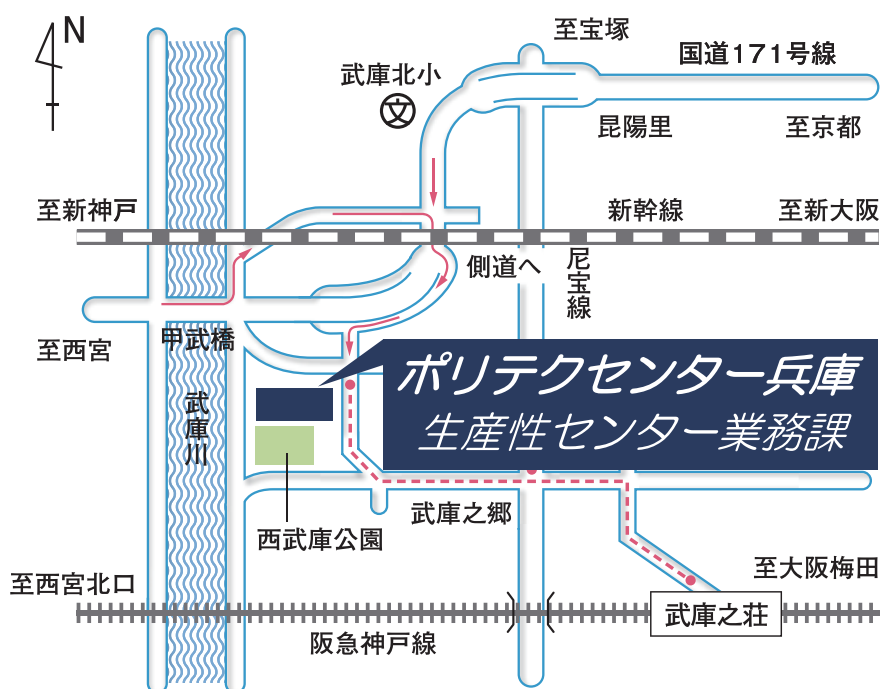 N
至宝塚
国道171号線
武庫北小
文
昆陽里
至京都
至新神戸
新幹線
至新大阪
側道へ
尼宝線
甲武橋
至西宮
ポリテクセンター兵庫
生産性センター業務課
武庫川
武庫之郷
西武庫公園
至西宮北口
至大阪梅田
武庫之荘
阪急神戸線